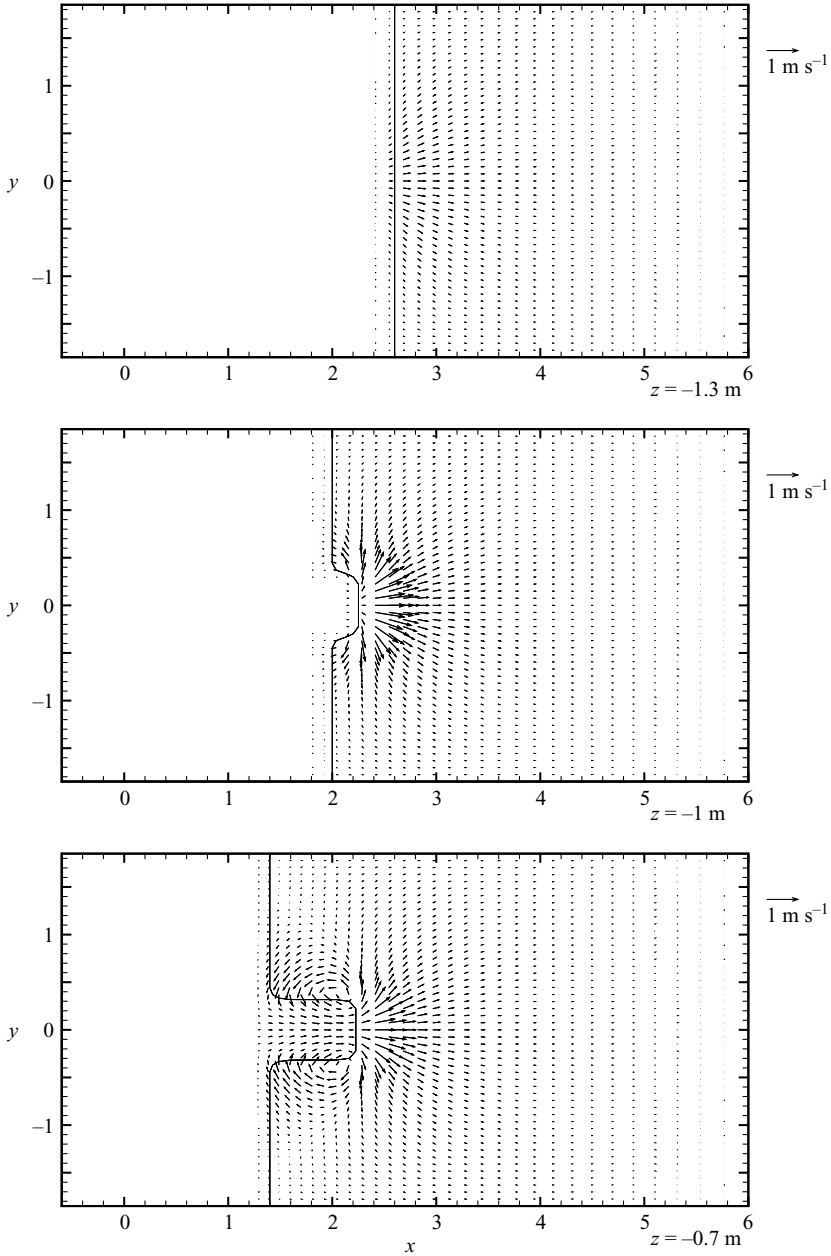 1 m s⁻¹
1
y
0
–1
0 1 2 3 4 5 6
z = –1.3 m
1 m s⁻¹
1
y
0
–1
0 1 2 3 4 5 6
z = –1 m
1 m s⁻¹
1
y
0
–1
0 1 2 3 4 5 6
x
z = –0.7 m